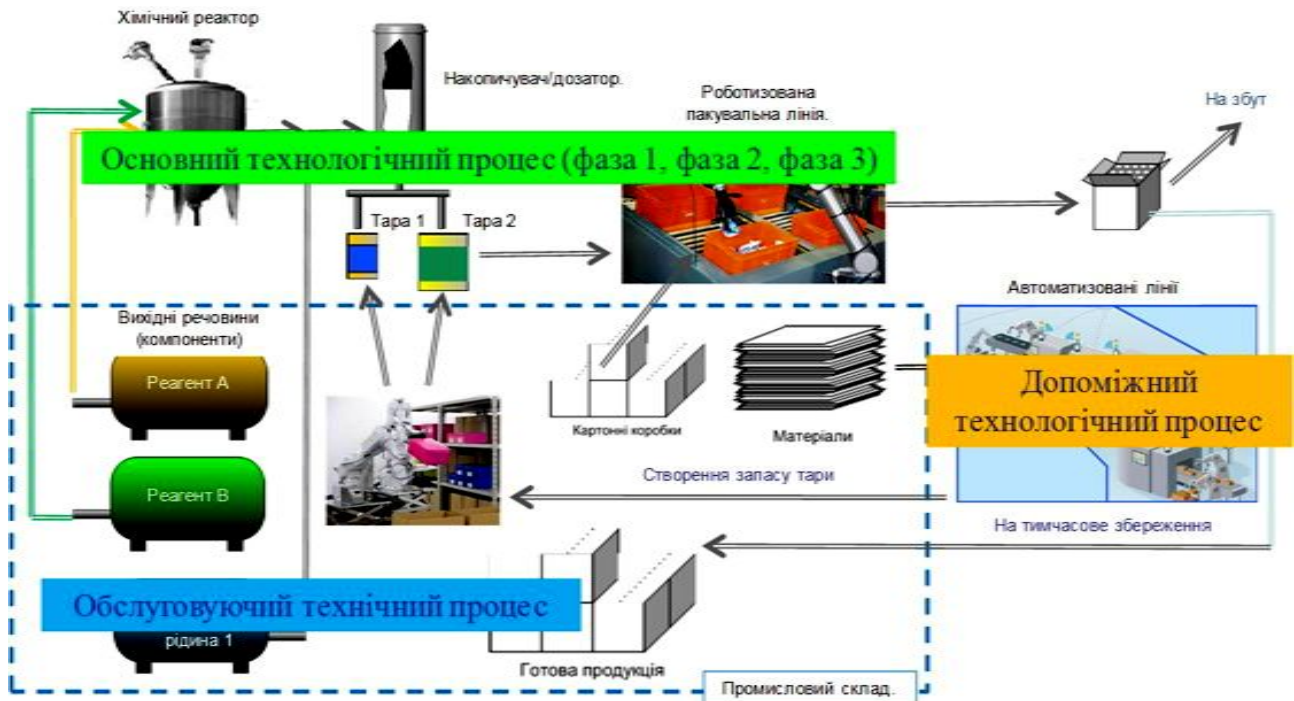 Хімічний реактор
Накопичувач/дозатор.
Роботизована
пакувальна лінія.
На збут
Основний технологічний процес (фаза 1, фаза 2, фаза 3)
Тара 1
Тара 2
Автоматизовані лінії
Вихідні речовини
(компоненти)
Реагент А
Картонні коробки
Матеріали
Допоміжний
технологічний процес
Створення запасу тари
Реагент В
На тимчасове збереження
Обслуговуючий технічний процес
рідина 1
Готова продукція
Промисловий склад.